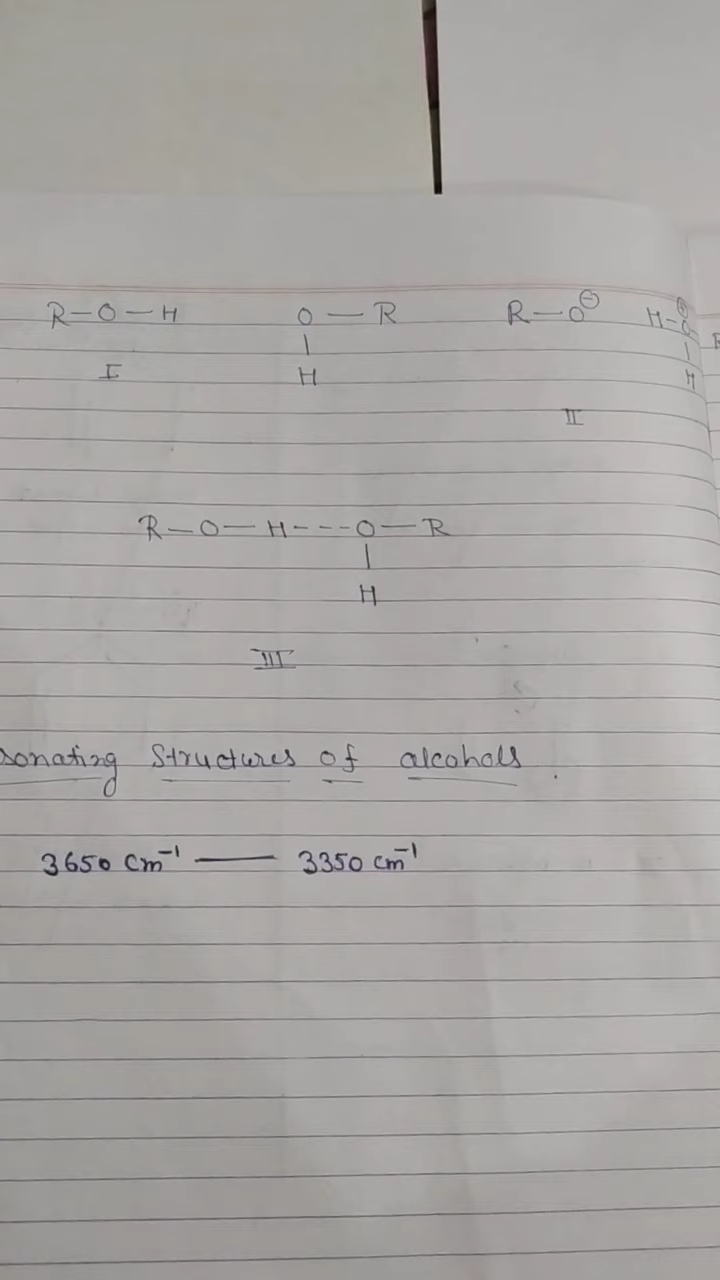 R-O-H O-R R-O⊖ H-O⊕
| |
H H
I II
R-O-H---O-R
|
H
III
sonating Structures of alcohols.
3650 cm⁻¹ — 3350 cm⁻¹